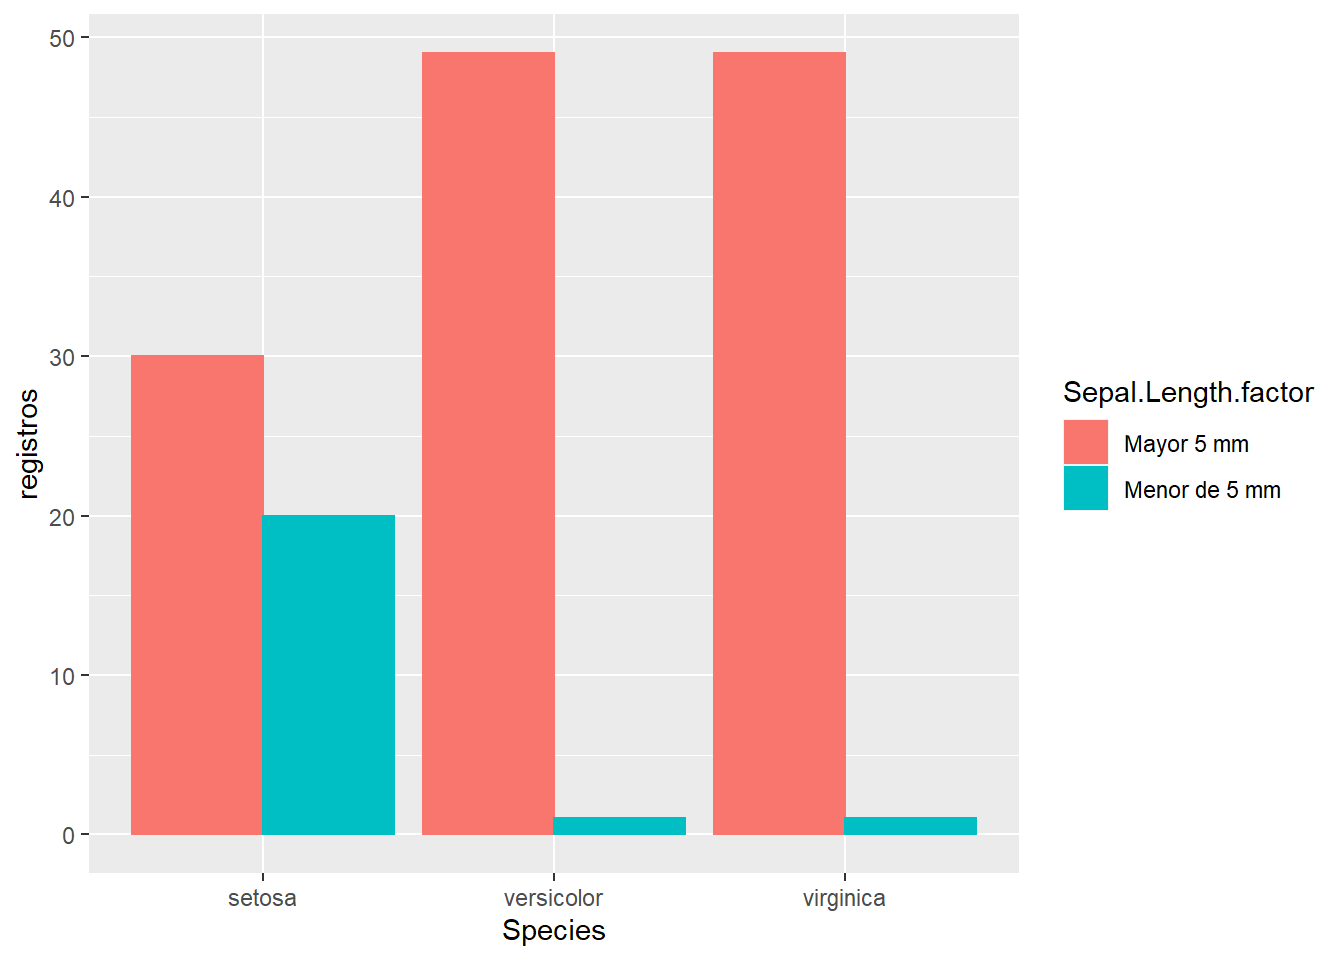 50
40
30
20
10
0
registros
setosa
versicolor
virginica
Species
Sepal.Length.factor
Mayor 5 mm
Menor de 5 mm